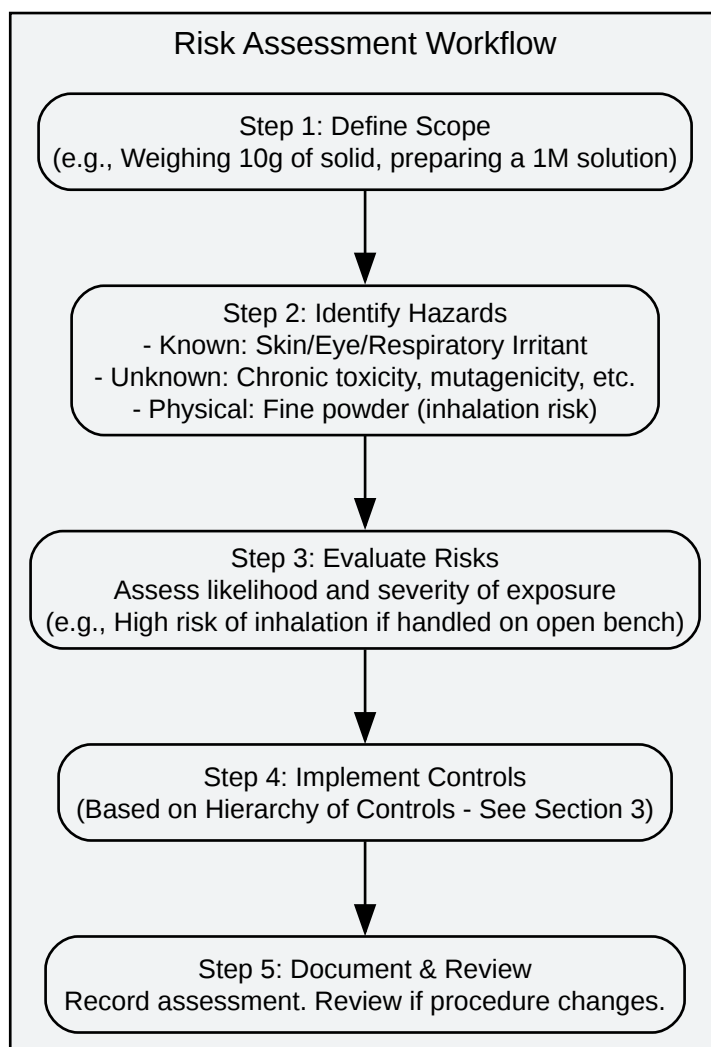 Risk Assessment Workflow
Step 1: Define Scope
(e.g., Weighing 10g of solid, preparing a 1M solution)
Step 2: Identify Hazards
- Known: Skin/Eye/Respiratory Irritant
- Unknown: Chronic toxicity, mutagenicity, etc.
- Physical: Fine powder (inhalation risk)
Step 3: Evaluate Risks
Assess likelihood and severity of exposure
(e.g., High risk of inhalation if handled on open bench)
Step 4: Implement Controls
(Based on Hierarchy of Controls - See Section 3)
Step 5: Document & Review
Record assessment. Review if procedure changes.